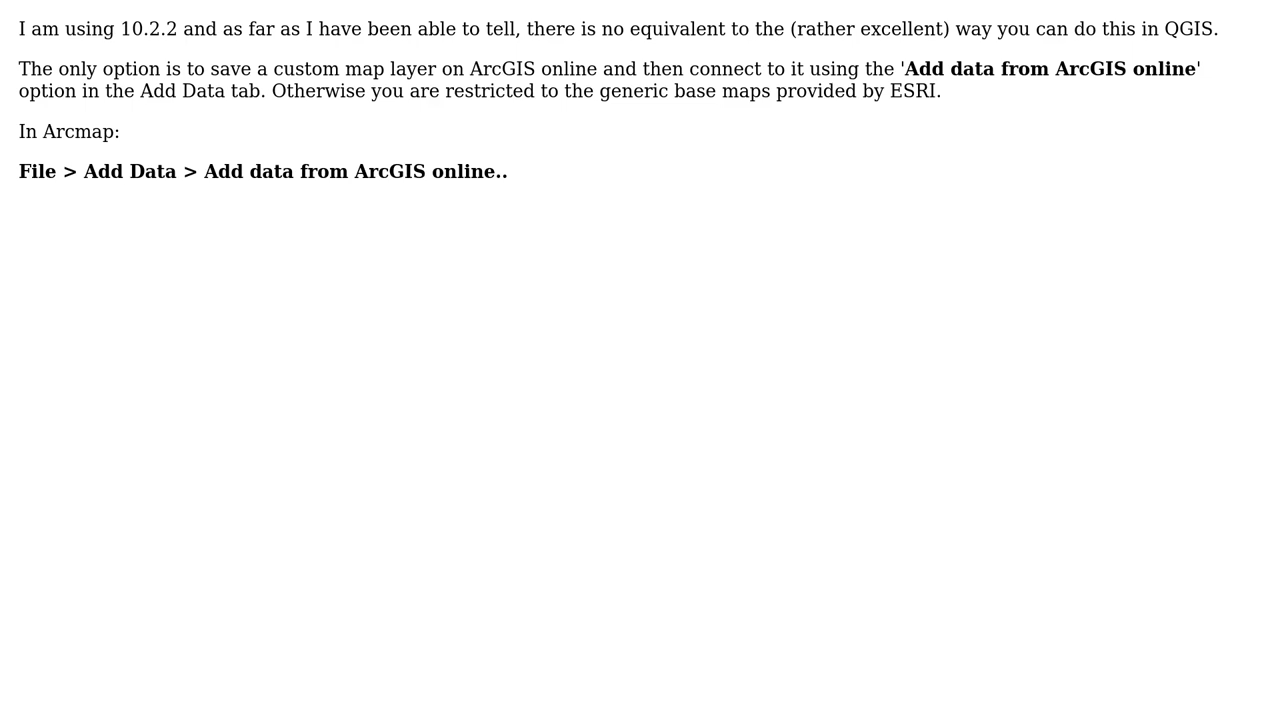 I am using 10.2.2 and as far as I have been able to tell, there is no equivalent to the (rather excellent) way you can do this in QGIS.
The only option is to save a custom map layer on ArcGIS online and then connect to it using the 'Add data from ArcGIS online'
option in the Add Data tab. Otherwise you are restricted to the generic base maps provided by ESRI.
In Arcmap:
File > Add Data > Add data from ArcGIS online..